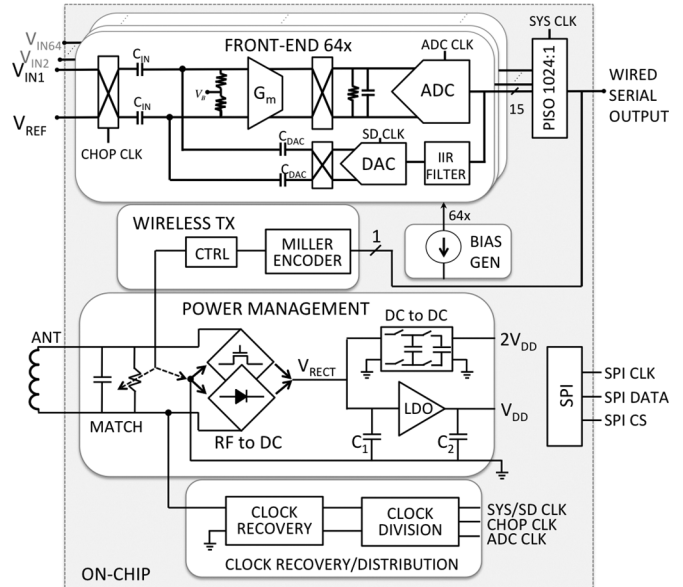 SYS CLK
V_IN64
V_IN2
V_IN1
V_REF
FRONT-END 64x
C_IN
C_IN
V_B
G_m
ADC CLK
ADC
CHOP CLK
C_DAC
C_DAC
SD CLK
DAC
IIR
FILTER
15
PISO 1024:1
WIRED
SERIAL
OUTPUT
WIRELESS TX
CTRL
MILLER
ENCODER
1
64x
BIAS
GEN
POWER MANAGEMENT
ANT
MATCH
RF to DC
V_RECT
DC to DC
2V_DD
LDO
V_DD
C_1
C_2
SPI
SPI CLK
SPI DATA
SPI CS
CLOCK
RECOVERY
CLOCK
DIVISION
SYS/SD CLK
CHOP CLK
ADC CLK
CLOCK RECOVERY/DISTRIBUTION
ON-CHIP